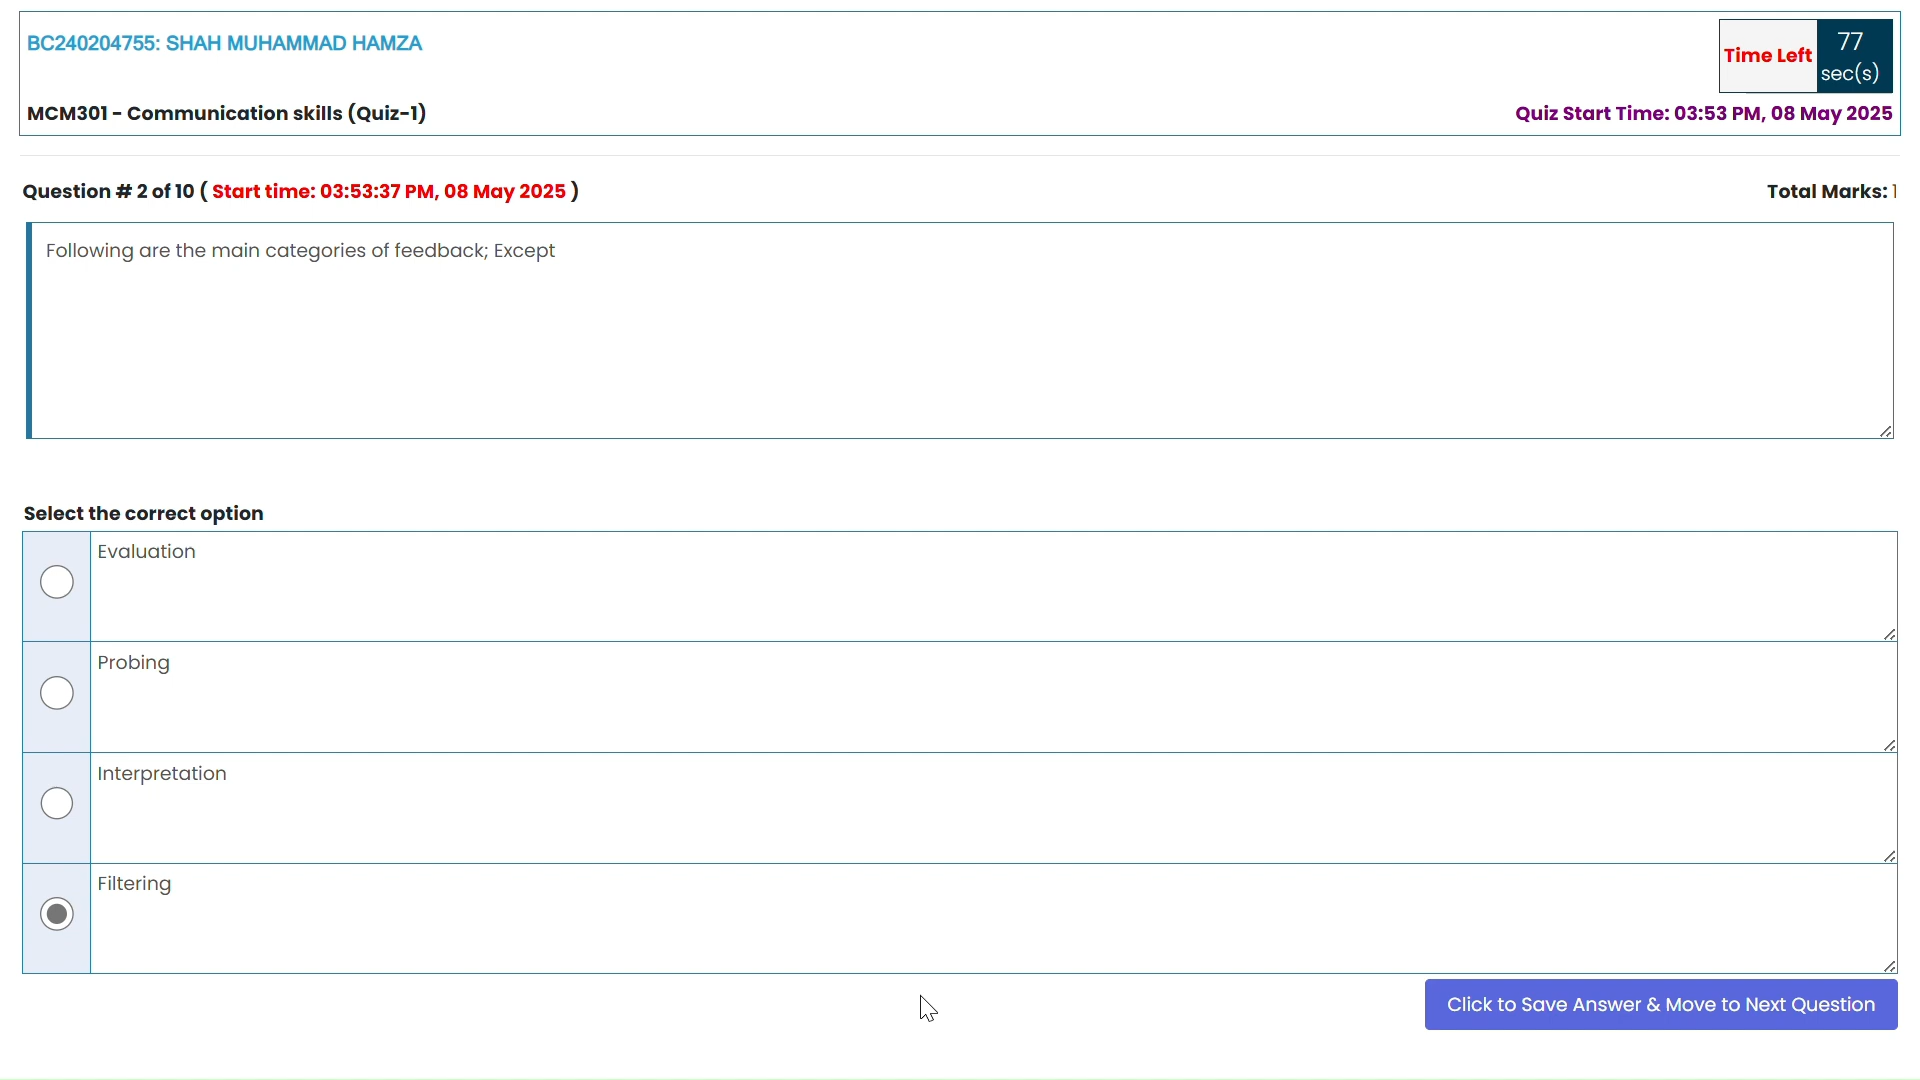 BC240204755: SHAH MUHAMMAD HAMZA
Time Left
77
sec(s)
MCM301 - Communication skills (Quiz-1)
Quiz Start Time: 03:53 PM, 08 May 2025
Question # 2 of 10 ( Start time: 03:53:37 PM, 08 May 2025 )
Total Marks: 1
Following are the main categories of feedback; Except
Select the correct option
Evaluation
Probing
Interpretation
Filtering
Click to Save Answer & Move to Next Question